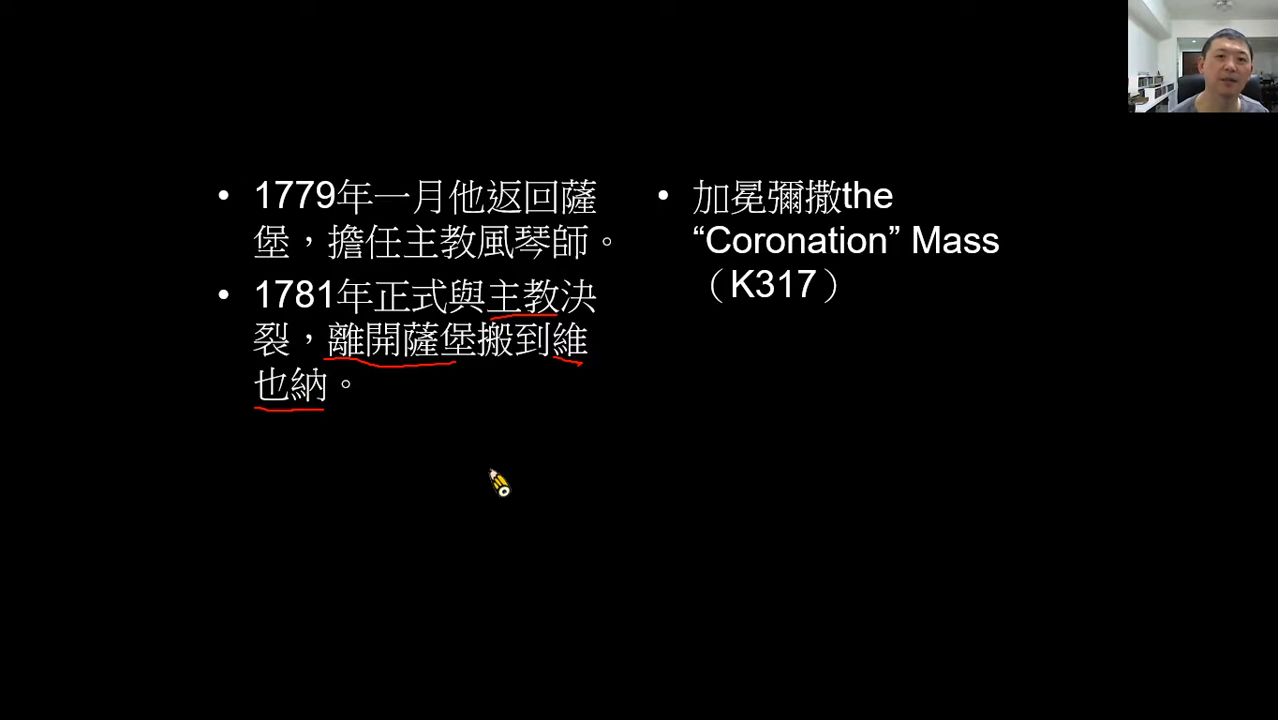 • 1779年一月他返回薩
堡，擔任主教風琴師。
• 1781年正式與主教決
裂，離開薩堡搬到維
也納。
• 加冕彌撒the
“Coronation” Mass
（K317）